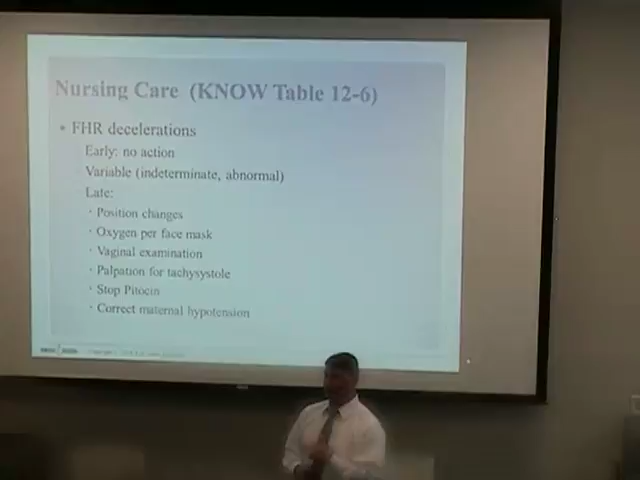 Nursing Care (KNOW Table 12-6)
• FHR decelerations
Early: no action
Variable (indeterminate, abnormal)
Late:
· Position changes
· Oxygen per face mask
· Vaginal examination
· Palpation for tachysystole
· Stop Pitocin
· Correct maternal hypotension